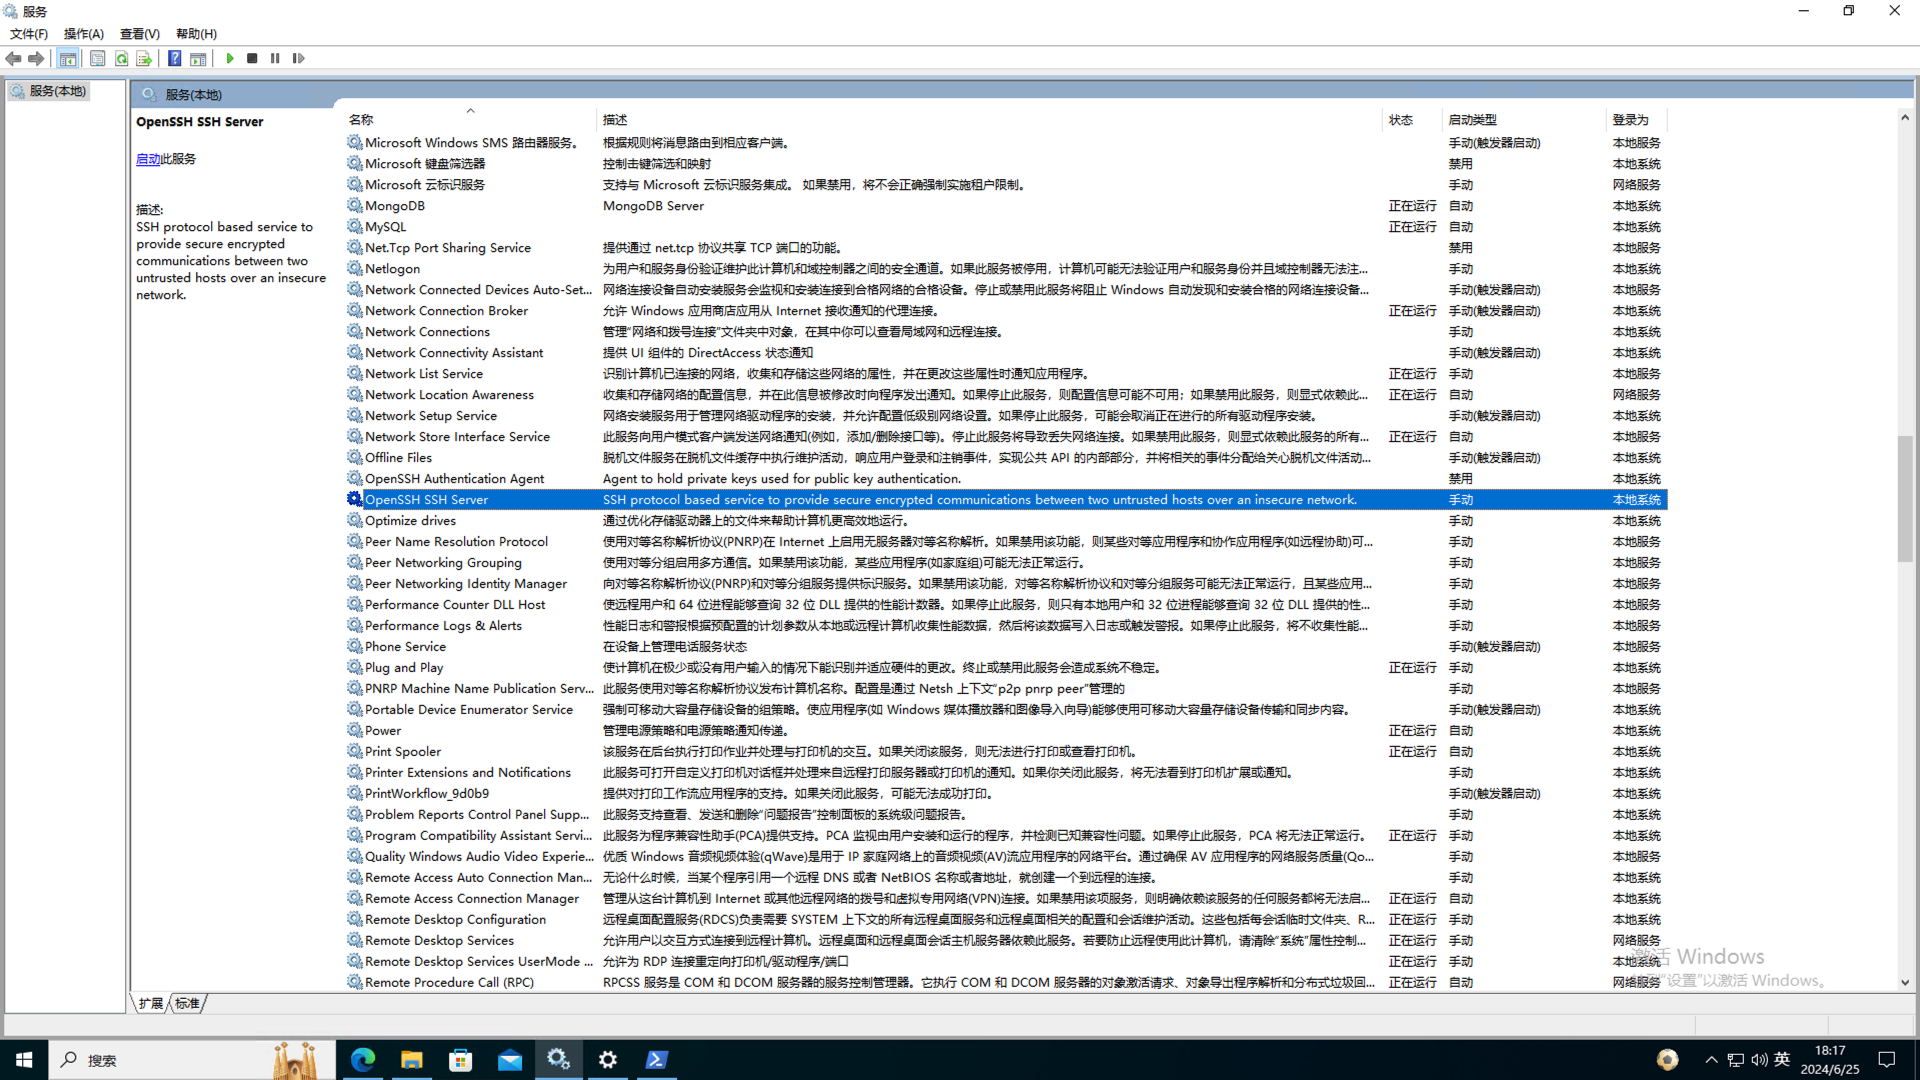 服务
文件(F) 操作(A) 查看(V) 帮助(H)
服务(本地)
服务(本地)
OpenSSH SSH Server
启动此服务
描述:
SSH protocol based service to
provide secure encrypted
communications between two
untrusted hosts over an insecure
network.
名称 描述 状态 启动类型 登录为
Microsoft Windows SMS 路由器服务。 根据规则将消息路由到相应客户端。 手动(触发器启动) 本地服务
Microsoft 键盘筛选器 控制击键筛选和映射 禁用 本地系统
Microsoft 云标识服务 支持与 Microsoft 云标识服务集成。 如果禁用，将不会正确强制实施租户限制。 手动 网络服务
MongoDB MongoDB Server 正在运行 自动 本地系统
MySQL 正在运行 自动 本地系统
Net.Tcp Port Sharing Service 提供通过 net.tcp 协议共享 TCP 端口的功能。 禁用 本地服务
Netlogon 为用户和服务身份验证维护此计算机和域控制器之间的安全通道。如果此服务被停用，计算机可能无法验证用户和服务身份并且域控制器无法注... 手动 本地系统
Network Connected Devices Auto-Set... 网络连接设备自动安装服务会监视和安装连接到合格网络的合格设备。停止或禁用此服务将阻止 Windows 自动发现和安装合格的网络连接设备... 手动(触发器启动) 本地服务
Network Connection Broker 允许 Windows 应用商店应用从 Internet 接收通知的代理连接。 正在运行 手动(触发器启动) 本地系统
Network Connections 管理“网络和拨号连接”文件夹中对象，在其中你可以查看局域网和远程连接。 手动 本地系统
Network Connectivity Assistant 提供 UI 组件的 DirectAccess 状态通知 手动(触发器启动) 本地系统
Network List Service 识别计算机已连接的网络，收集和存储这些网络的属性，并在更改这些属性时通知应用程序。 正在运行 手动 本地服务
Network Location Awareness 收集和存储网络的配置信息，并在此信息被修改时向程序发出通知。如果停止此服务，则配置信息可能不可用；如果禁用此服务，则显式依赖此... 正在运行 自动 网络服务
Network Setup Service 网络安装服务用于管理网络驱动程序的安装，并允许配置低级别网络设置。如果停止此服务，可能会取消正在进行的所有驱动程序安装。 手动(触发器启动) 本地系统
Network Store Interface Service 此服务向用户模式客户端发送网络通知(例如，添加/删除接口等)。停止此服务将导致丢失网络连接。如果禁用此服务，则显式依赖此服务的所有... 正在运行 自动 本地服务
Offline Files 脱机文件服务在脱机文件缓存中执行维护活动，响应用户登录和注销事件，实现公共 API 的内部部分，并将相关的事件分配给关心脱机文件活动... 手动(触发器启动) 本地系统
OpenSSH Authentication Agent Agent to hold private keys used for public key authentication. 禁用 本地系统
OpenSSH SSH Server SSH protocol based service to provide secure encrypted communications between two untrusted hosts over an insecure network. 手动 本地系统
Optimize drives 通过优化存储驱动器上的文件来帮助计算机更高效地运行。 手动 本地系统
Peer Name Resolution Protocol 使用对等名称解析协议(PNRP)在 Internet 上启用无服务器对等名称解析。如果禁用该功能，则某些对等应用程序和协作应用程序(如远程协助)可... 手动 本地服务
Peer Networking Grouping 使用对等分组启用多方通信。如果禁用该功能，某些应用程序(如家庭组)可能无法正常运行。 手动 本地服务
Peer Networking Identity Manager 向对等名称解析协议(PNRP)和对等分组服务提供标识服务。如果禁用该功能，对等名称解析协议和对等分组服务可能无法正常运行，且某些应用... 手动 本地服务
Performance Counter DLL Host 使远程用户和 64 位进程能够查询 32 位 DLL 提供的性能计数器。如果停止此服务，则只有本地用户和 32 位进程能够查询 32 位 DLL 提供的性... 手动 本地服务
Performance Logs & Alerts 性能日志和警报根据预配置的计划参数从本地或远程计算机收集性能数据，然后将该数据写入日志或触发警报。如果停止此服务，将不收集性能... 手动 本地服务
Phone Service 在设备上管理电话服务状态 手动(触发器启动) 本地服务
Plug and Play 使计算机在极少或没有用户输入的情况下能识别并适应硬件的更改。终止或禁用此服务会造成系统不稳定。 正在运行 手动 本地系统
PNRP Machine Name Publication Serv... 此服务使用对等名称解析协议发布计算机名称。配置是通过 Netsh 上下文“p2p pnrp peer”管理的 手动 本地服务
Portable Device Enumerator Service 强制可移动大容量存储设备的组策略。使应用程序(如 Windows 媒体播放器和图像导入向导)能够使用可移动大容量存储设备传输和同步内容。 手动(触发器启动) 本地系统
Power 管理电源策略和电源策略通知传递。 正在运行 自动 本地系统
Print Spooler 该服务在后台执行打印作业并处理与打印机的交互。如果关闭该服务，则无法进行打印或查看打印机。 正在运行 自动 本地系统
Printer Extensions and Notifications 此服务可打开自定义打印机对话框并处理来自远程打印服务器或打印机的通知。如果你关闭此服务，将无法看到打印机扩展或通知。 手动 本地系统
PrintWorkflow_9d0b9 提供对打印工作流应用程序的支持。如果关闭此服务，可能无法成功打印。 手动(触发器启动) 本地系统
Problem Reports Control Panel Supp... 此服务支持查看、发送和删除“问题报告”控制面板的系统级问题报告。 手动 本地系统
Program Compatibility Assistant Servi... 此服务为程序兼容性助手(PCA)提供支持。PCA 监视由用户安装和运行的程序，并检测已知兼容性问题。如果停止此服务，PCA 将无法正常运行。 正在运行 手动 本地系统
Quality Windows Audio Video Experie... 优质 Windows 音频视频体验(qWave)是用于 IP 家庭网络上的音频视频(AV)流应用程序的网络平台。通过确保 AV 应用程序的网络服务质量(Qo... 手动 本地服务
Remote Access Auto Connection Man... 无论什么时候，当某个程序引用一个远程 DNS 或者 NetBIOS 名称或者地址，就创建一个到远程的连接。 手动 本地系统
Remote Access Connection Manager 管理从这台计算机到 Internet 或其他远程网络的拨号和虚拟专用网络(VPN)连接。如果禁用该项服务，则明确依赖该服务的任何服务都将无法启... 正在运行 自动 本地系统
Remote Desktop Configuration 远程桌面配置服务(RDCS)负责需要 SYSTEM 上下文的所有远程桌面服务和远程桌面相关的配置和会话维护活动。这些包括每会话临时文件夹、R... 正在运行 手动 本地系统
Remote Desktop Services 允许用户以交互方式连接到远程计算机。远程桌面和远程桌面会话主机服务器依赖此服务。若要防止远程使用此计算机，请清除“系统”属性控制... 正在运行 手动 网络服务
Remote Desktop Services UserMode ... 允许为 RDP 连接重定向打印机/驱动程序/端口 正在运行 手动 本地系统
Remote Procedure Call (RPC) RPCSS 服务是 COM 和 DCOM 服务器的服务控制管理器。它执行 COM 和 DCOM 服务器的对象激活请求、对象导出程序解析和分布式垃圾回... 正在运行 自动 网络服务
激活 Windows
转到“设置”以激活 Windows。
扩展 标准
搜索
英
18:17
2024/6/25